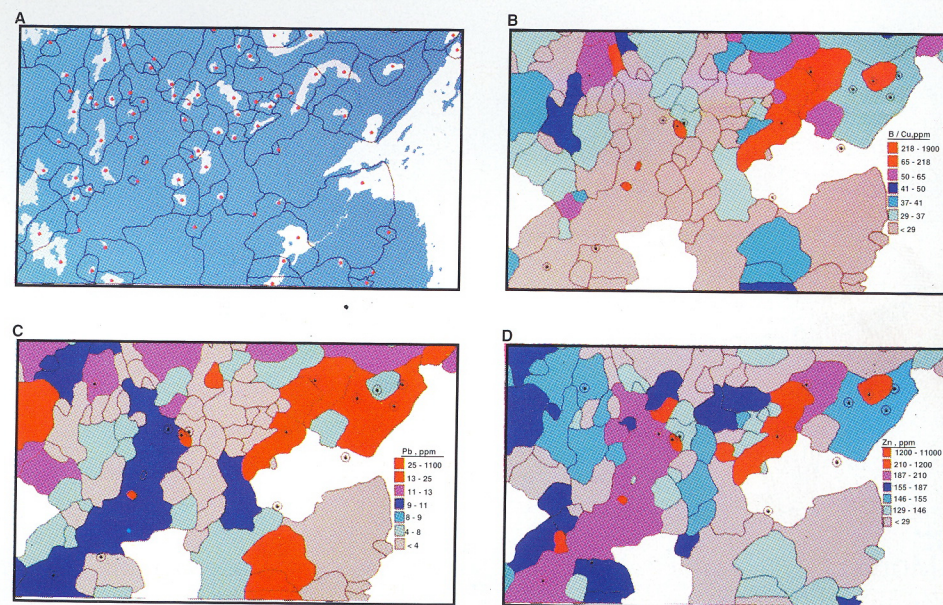 A
B
B / Cu,ppm
218 - 1900
65 - 218
50 - 65
41 - 50
37 - 41
29 - 37
< 29
C
Pb , ppm
25 - 1100
13 - 25
11 - 13
9 - 11
8 - 9
4 - 8
< 4
D
Zn , ppm
1200 - 11000
210 - 1200
187 - 210
155 - 187
146 - 155
129 - 146
< 29